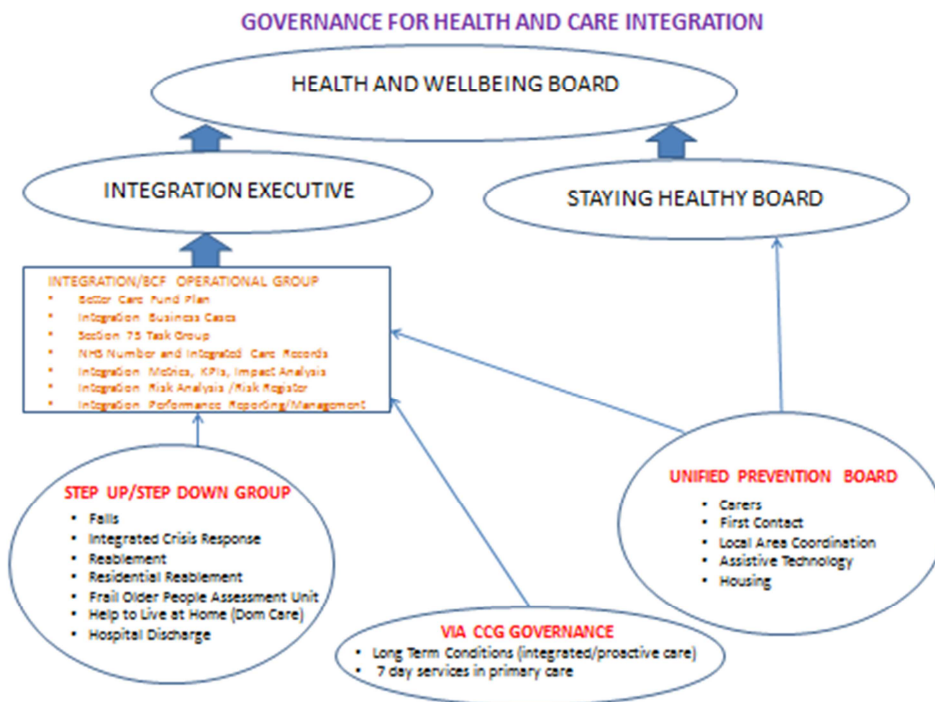 GOVERNANCE FOR HEALTH AND CARE INTEGRATION
HEALTH AND WELLBEING BOARD
INTEGRATION EXECUTIVE
STAYING HEALTHY BOARD
INTEGRATION/BCF OPERATIONAL GROUP
• Better Care Fund Plan
• Integration Business Cases
• Section 75 Task Group
• NHS Number and Integrated Care Records
• Integration Metrics, KPIs, Impact Analysis
• Integration Risk Analysis /Risk Register
• Integration Performance Reporting/Management
STEP UP/STEP DOWN GROUP
• Falls
• Integrated Crisis Response
• Reablement
• Residential Reablement
• Frail Older People Assessment Unit
• Help to Live at Home (Dom Care)
• Hospital Discharge
UNIFIED PREVENTION BOARD
• Carers
• First Contact
• Local Area Coordination
• Assistive Technology
• Housing
VIA CCG GOVERNANCE
• Long Term Conditions (integrated/proactive care)
• 7 day services in primary care